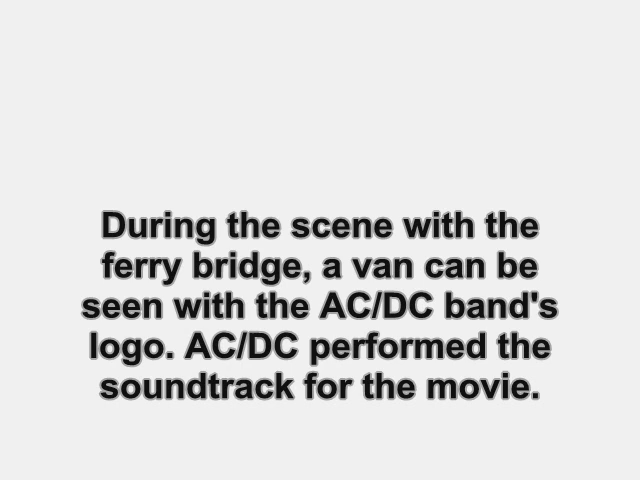 During the scene with the
ferry bridge, a van can be
seen with the AC/DC band's
logo. AC/DC performed the
soundtrack for the movie.